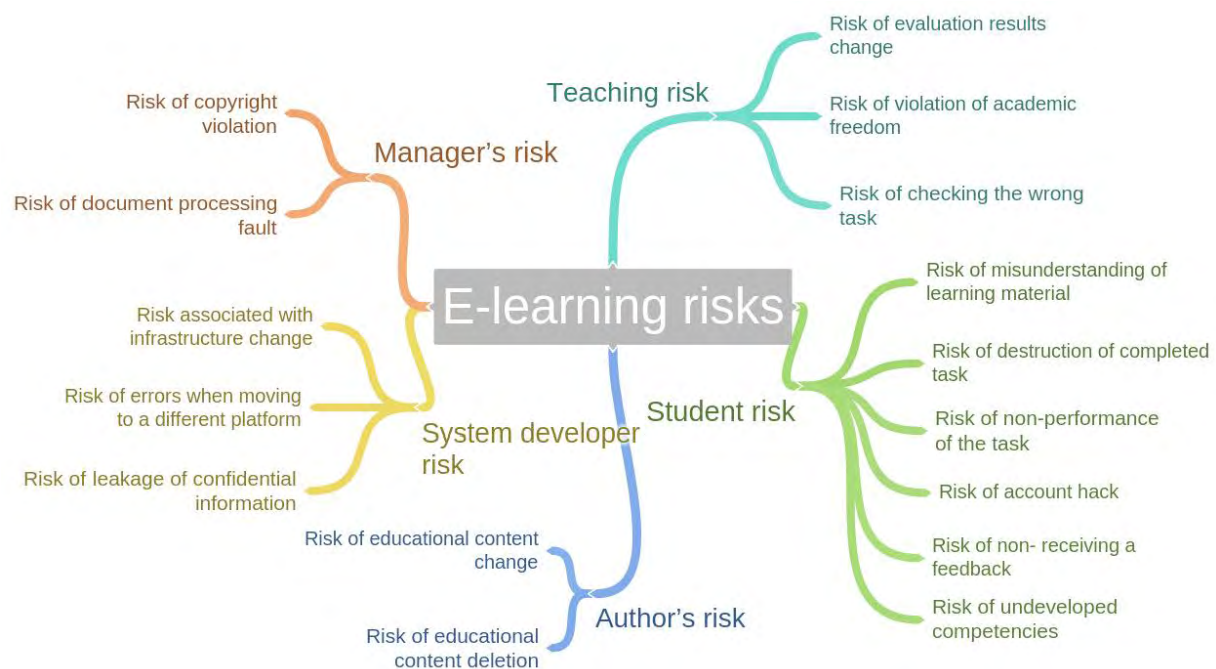 E-learning risks
Teaching risk
Risk of evaluation results
change
Risk of violation of academic
freedom
Risk of checking the wrong
task
Manager's risk
Risk of copyright
violation
Risk of document processing
fault
System developer
risk
Risk associated with
infrastructure change
Risk of errors when moving
to a different platform
Risk of leakage of confidential
information
Student risk
Risk of misunderstanding of
learning material
Risk of destruction of completed
task
Risk of non-performance
of the task
Risk of account hack
Risk of non- receiving a
feedback
Risk of undeveloped
competencies
Author's risk
Risk of educational content
change
Risk of educational
content deletion